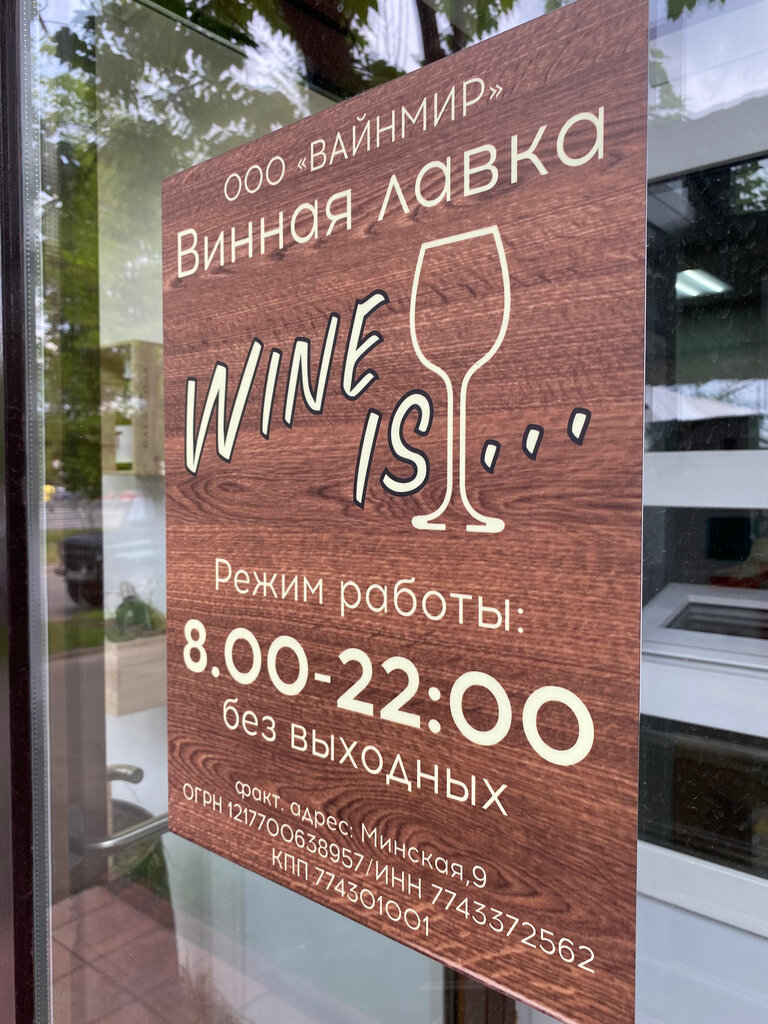 ООО «ВАЙНМИР»
Винная лавка
WINE
IS...
Режим работы:
8.00-22:00
без выходных
факт. адрес: Минская,9
ОГРН 1217700638957/ИНН 7743372562
КПП 774301001